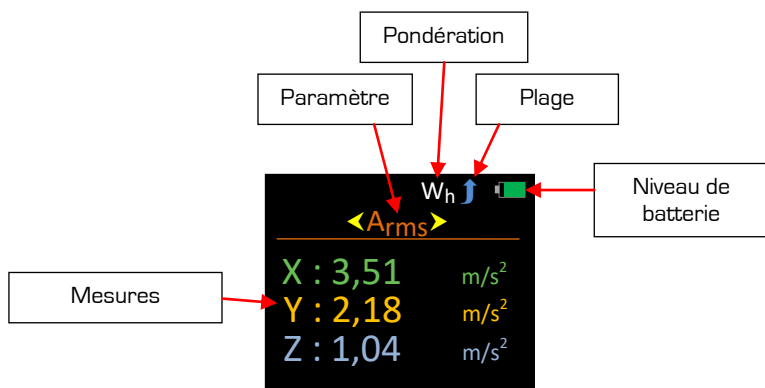 Pondération
Paramètre
Plage
Niveau de
batterie
Mesures
Wh
Arms
X : 3,51 m/s²
Y : 2,18 m/s²
Z : 1,04 m/s²